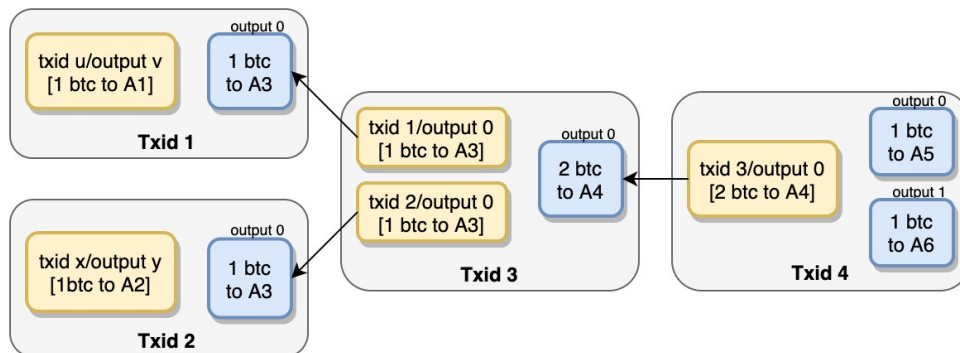 output 0
txid u/output v
[1 btc to A1]
1 btc
to A3
Txid 1
output 0
txid x/output y
[1btc to A2]
1 btc
to A3
Txid 2
txid 1/output 0
[1 btc to A3]
txid 2/output 0
[1 btc to A3]
output 0
2 btc
to A4
Txid 3
txid 3/output 0
[2 btc to A4]
output 0
1 btc
to A5
output 1
1 btc
to A6
Txid 4